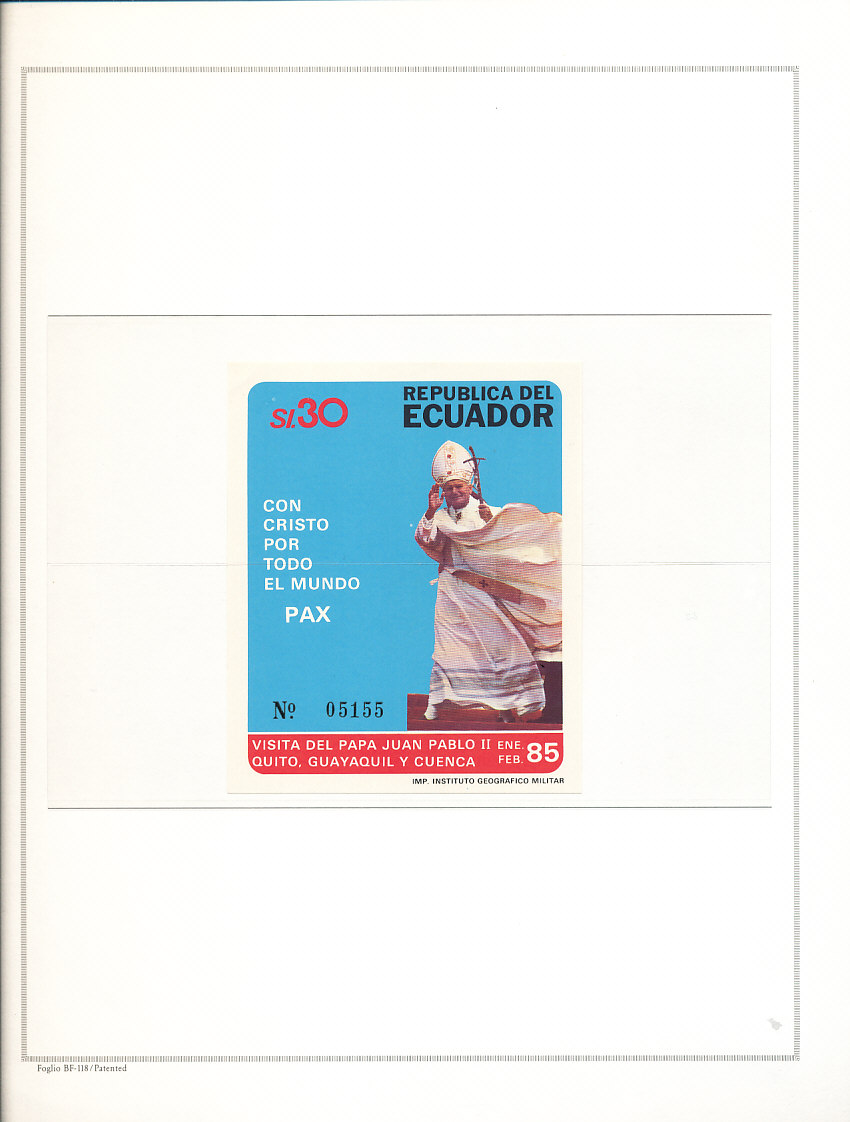 S/.30
REPUBLICA DEL
ECUADOR
CON
CRISTO
POR
TODO
EL MUNDO
PAX
Nº 05155
VISITA DEL PAPA JUAN PABLO II ENE. 85
QUITO, GUAYAQUIL Y CUENCA FEB.
IMP. INSTITUTO GEOGRAFICO MILITAR
Foglio BF-118/Patented